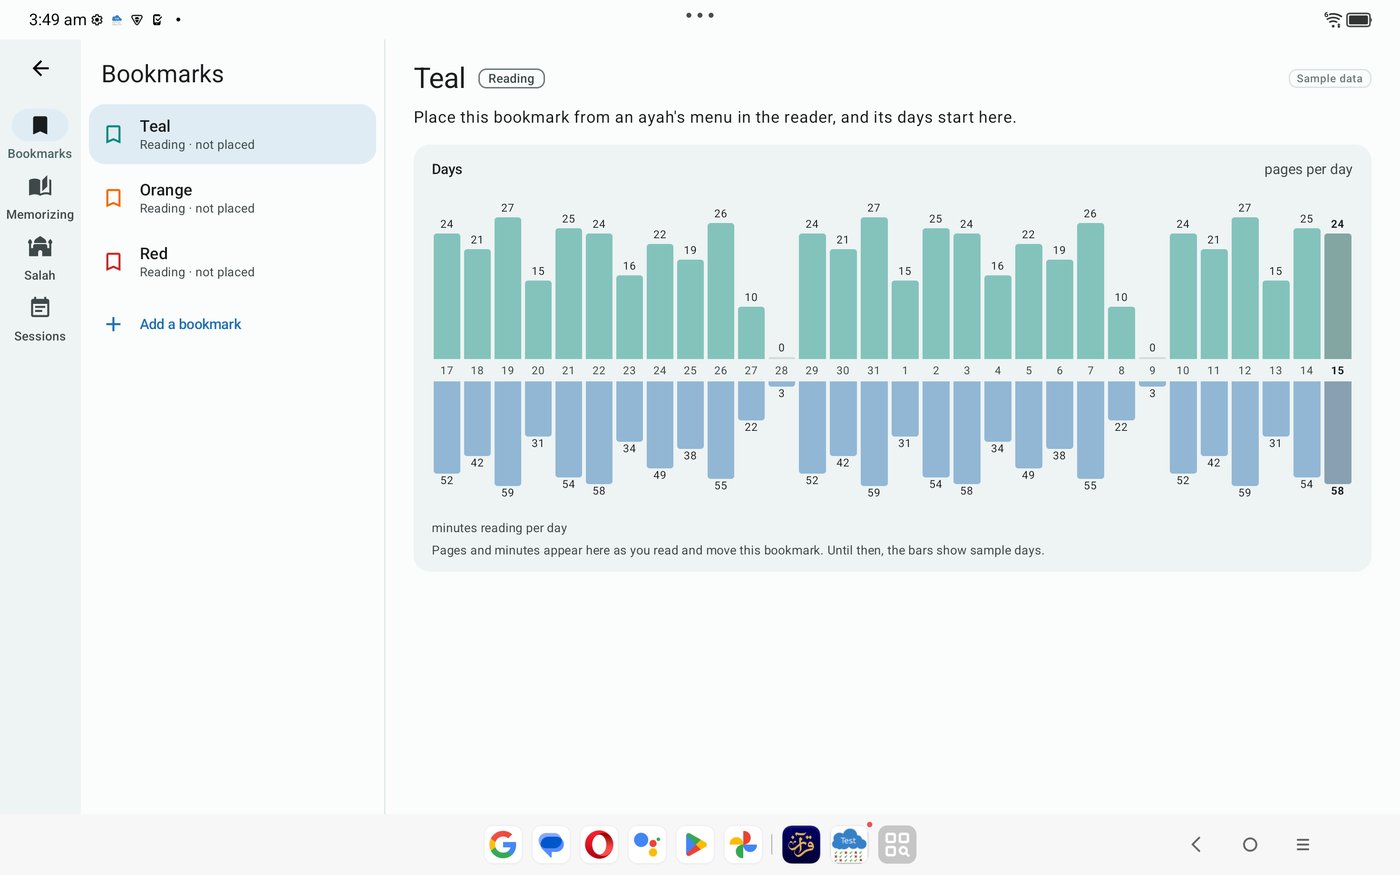 3:49 am
Bookmarks
Memorizing
Salah
Sessions
Bookmarks
Teal
Reading · not placed
Orange
Reading · not placed
Red
Reading · not placed
Add a bookmark
Teal Reading Sample data
Place this bookmark from an ayah's menu in the reader, and its days start here.
Days pages per day
24 21 27 15 25 24 16 22 19 26 10 0 24 21 27 15 25 24 16 22 19 26 10 0 24 21 27 15 25 24
17 18 19 20 21 22 23 24 25 26 27 28 29 30 31 1 2 3 4 5 6 7 8 9 10 11 12 13 14 15
52 42 59 31 54 58 34 49 38 55 22 3 52 42 59 31 54 58 34 49 38 55 22 3 52 42 59 31 54 58
minutes reading per day
Pages and minutes appear here as you read and move this bookmark. Until then, the bars show sample days.
Test